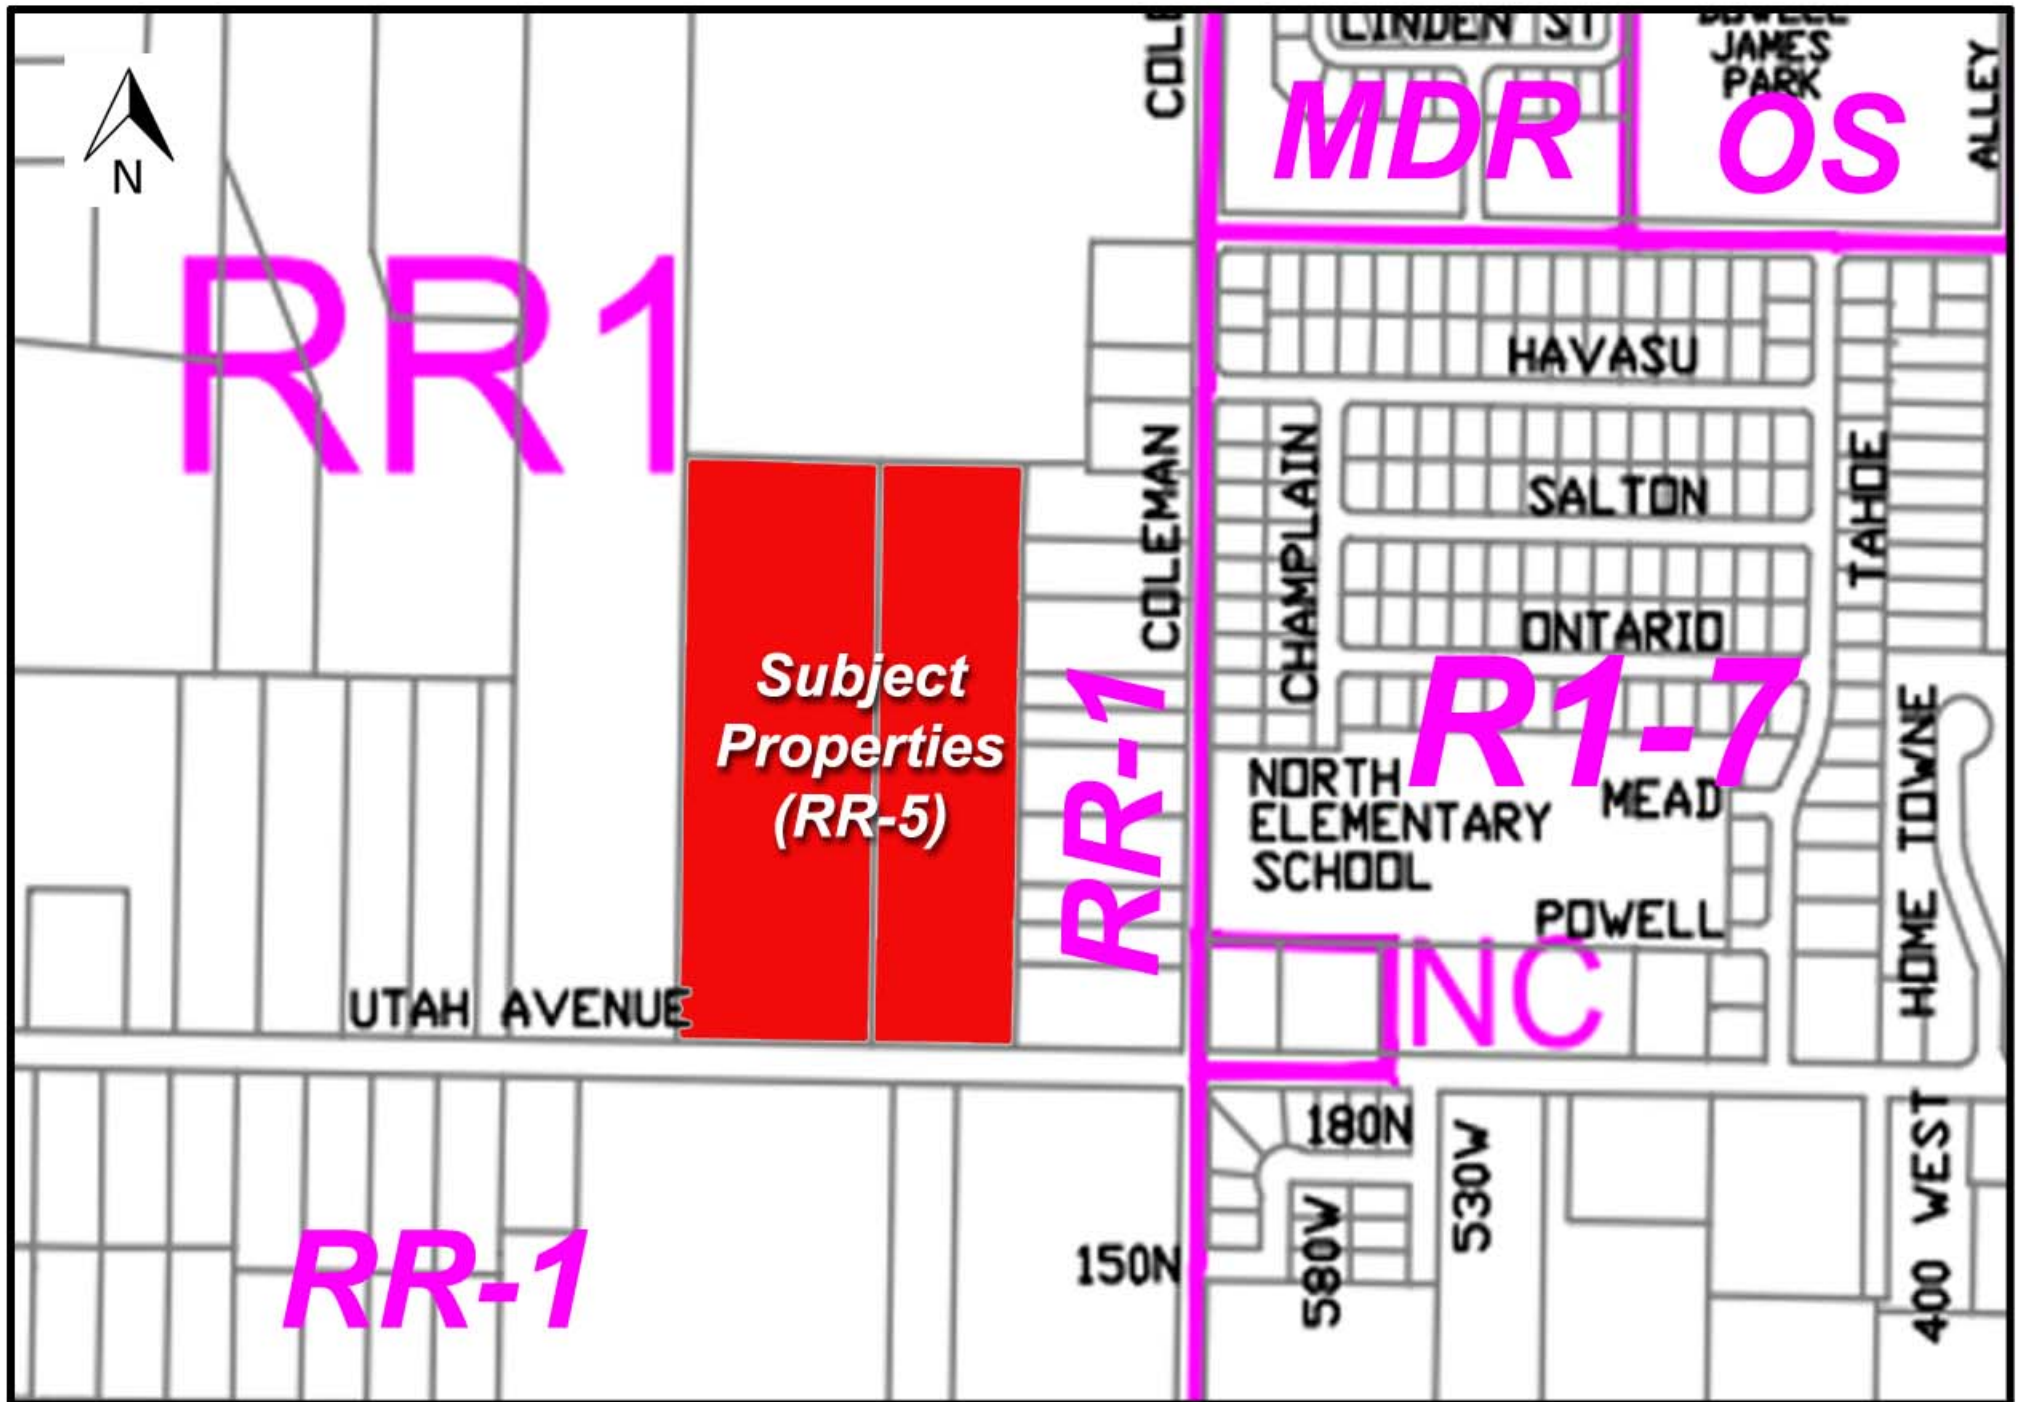 LINDEN ST
JAMES
PARK
ALLEY
N
MDR
OS
RR1
HAVASU
COLEMAN
CHAMPLAIN
SALTON
TAHOE
ONTARIO
Subject
Properties
(RR-5)
RR-1
R1-7
NORTH
ELEMENTARY
SCHOOL
MEAD
HOME TOWNE
POWELL
NC
UTAH AVENUE
180N
530W
400 WEST
580W
150N
RR-1